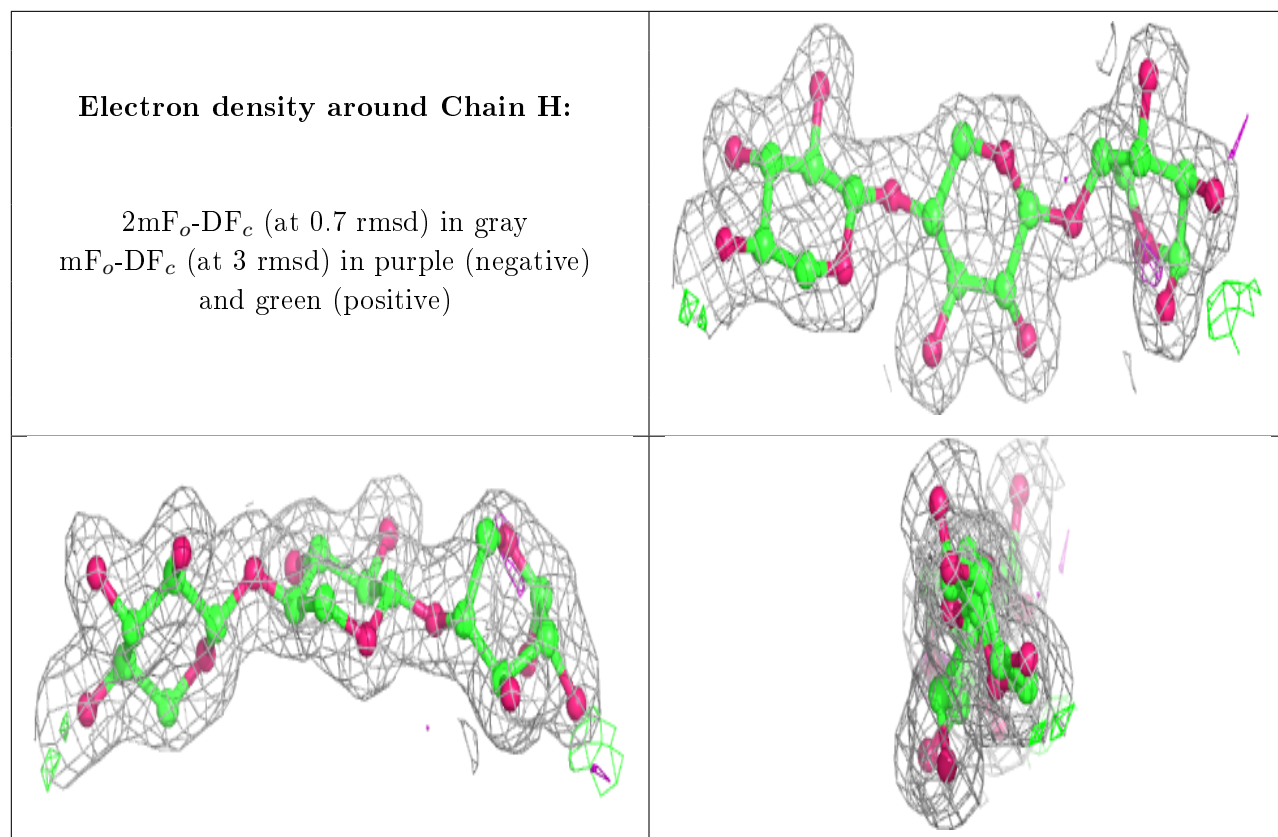 Electron density around Chain H:
2mFₒ-DF𝑐 (at 0.7 rmsd) in gray
mFₒ-DF𝑐 (at 3 rmsd) in purple (negative)
and green (positive)